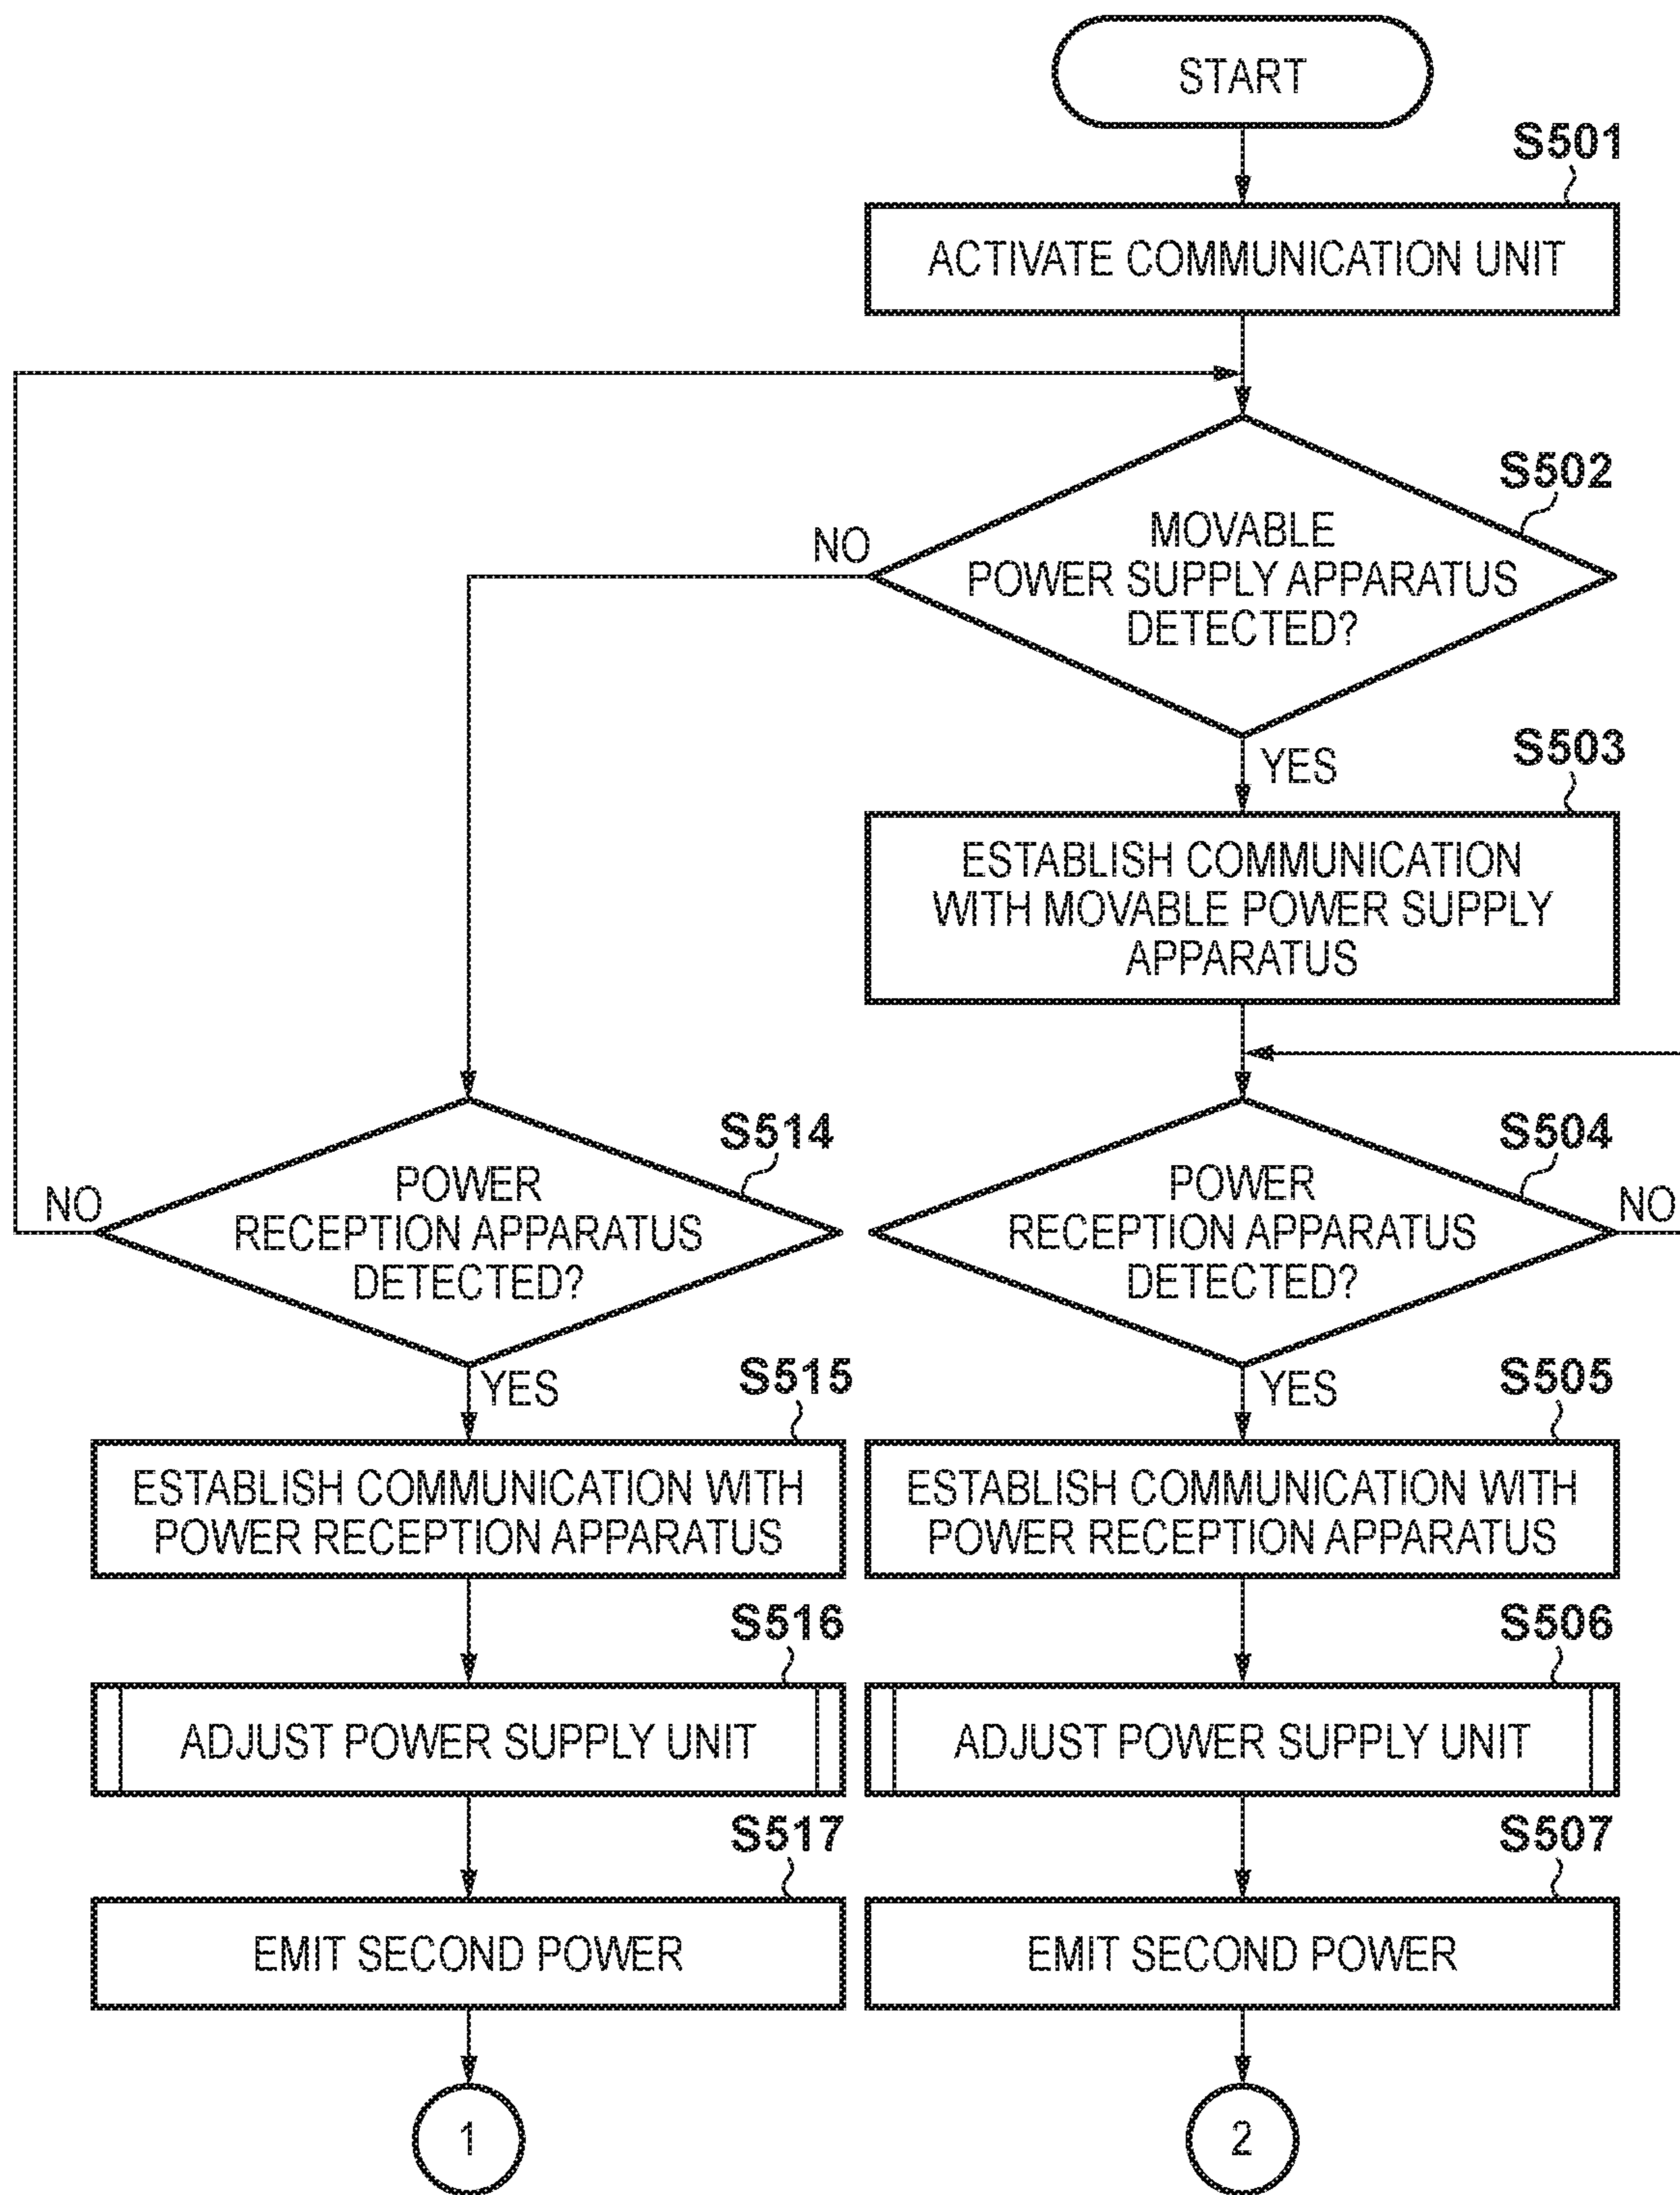 START
S501
ACTIVATE COMMUNICATION UNIT
S502
NO
MOVABLE
POWER SUPPLY APPARATUS
DETECTED?
YES
S503
ESTABLISH COMMUNICATION
WITH MOVABLE POWER SUPPLY
APPARATUS
S514
NO
POWER
RECEPTION APPARATUS
DETECTED?
YES
S504
POWER
RECEPTION APPARATUS
DETECTED?
NO
YES
S515
ESTABLISH COMMUNICATION WITH
POWER RECEPTION APPARATUS
S505
ESTABLISH COMMUNICATION WITH
POWER RECEPTION APPARATUS
S516
ADJUST POWER SUPPLY UNIT
S506
ADJUST POWER SUPPLY UNIT
S517
EMIT SECOND POWER
S507
EMIT SECOND POWER
1
2